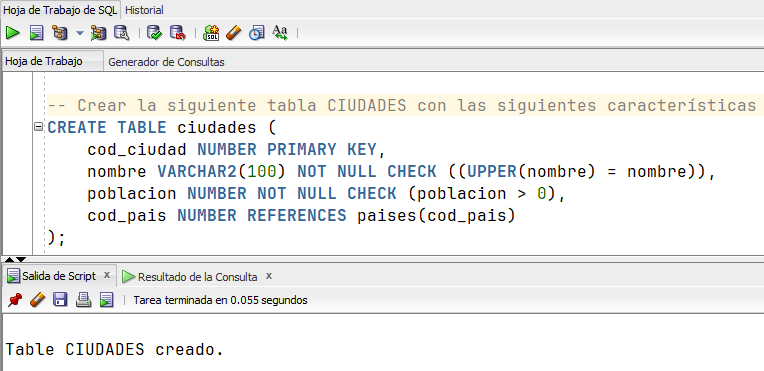 Hoja de Trabajo de SQL Historial
SQL Aa
Hoja de Trabajo Generador de Consultas
-- Crear la siguiente tabla CIUDADES con las siguientes características
CREATE TABLE ciudades (
cod_ciudad NUMBER PRIMARY KEY,
nombre VARCHAR2(100) NOT NULL CHECK ((UPPER(nombre) = nombre)),
poblacion NUMBER NOT NULL CHECK (poblacion > 0),
cod_pais NUMBER REFERENCES paises(cod_pais)
);
Salida de Script x Resultado de la Consulta x
Tarea terminada en 0.055 segundos
Table CIUDADES creado.